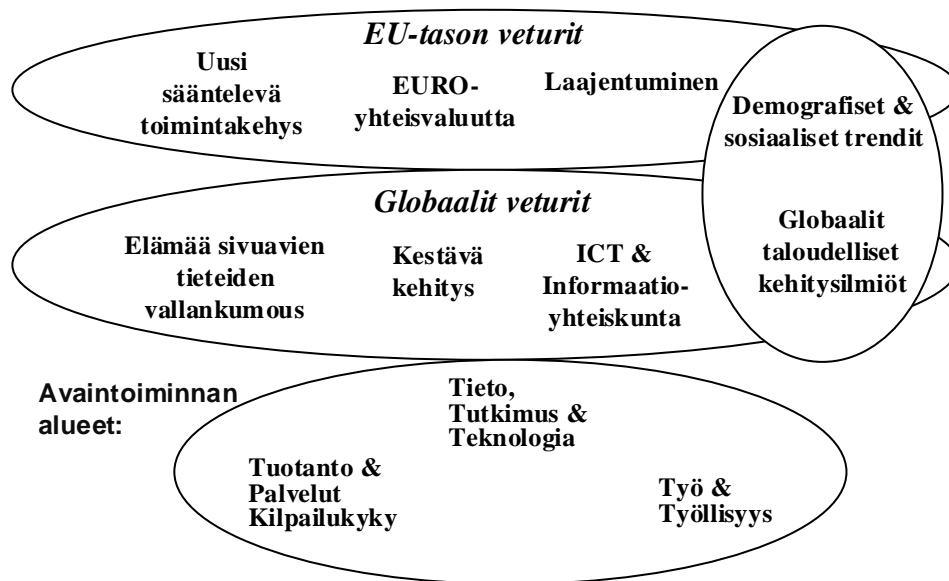 EU-tason veturit
Uusi
sääntelevä
toimintakehys
EURO-
yhteisvaluutta
Laajentuminen
Demografiset &
sosiaaliset trendit
Globaalit veturit
Elämää sivuavien
tieteiden
vallankumous
Kestävä
kehitys
ICT &
Informaatio-
yhteiskunta
Globaalit
taloudelliset
kehitysilmiöt
Avaintoiminnan
alueet:
Tieto,
Tutkimus &
Teknologia
Tuotanto &
Palvelut
Kilpailukyky
Työ &
Työllisyys